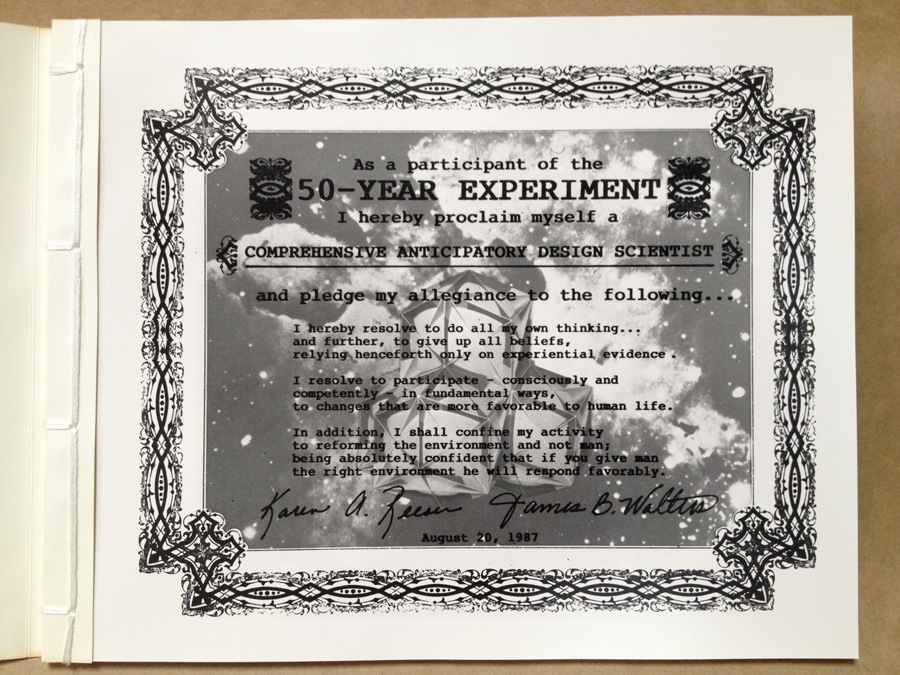 As a participant of the
50-YEAR EXPERIMENT
I hereby proclaim myself a
COMPREHENSIVE ANTICIPATORY DESIGN SCIENTIST
and pledge my allegiance to the following...
I hereby resolve to do all my own thinking...
and further, to give up all beliefs,
relying henceforth only on experiential evidence.
I resolve to participate - consciously and
competently - in fundamental ways,
to changes that are more favorable to human life.
In addition, I shall confine my activity
to reforming the environment and not man;
being absolutely confident that if you give man
the right environment he will respond favorably.
Karen A. Reeser James B. Walters
August 20, 1987